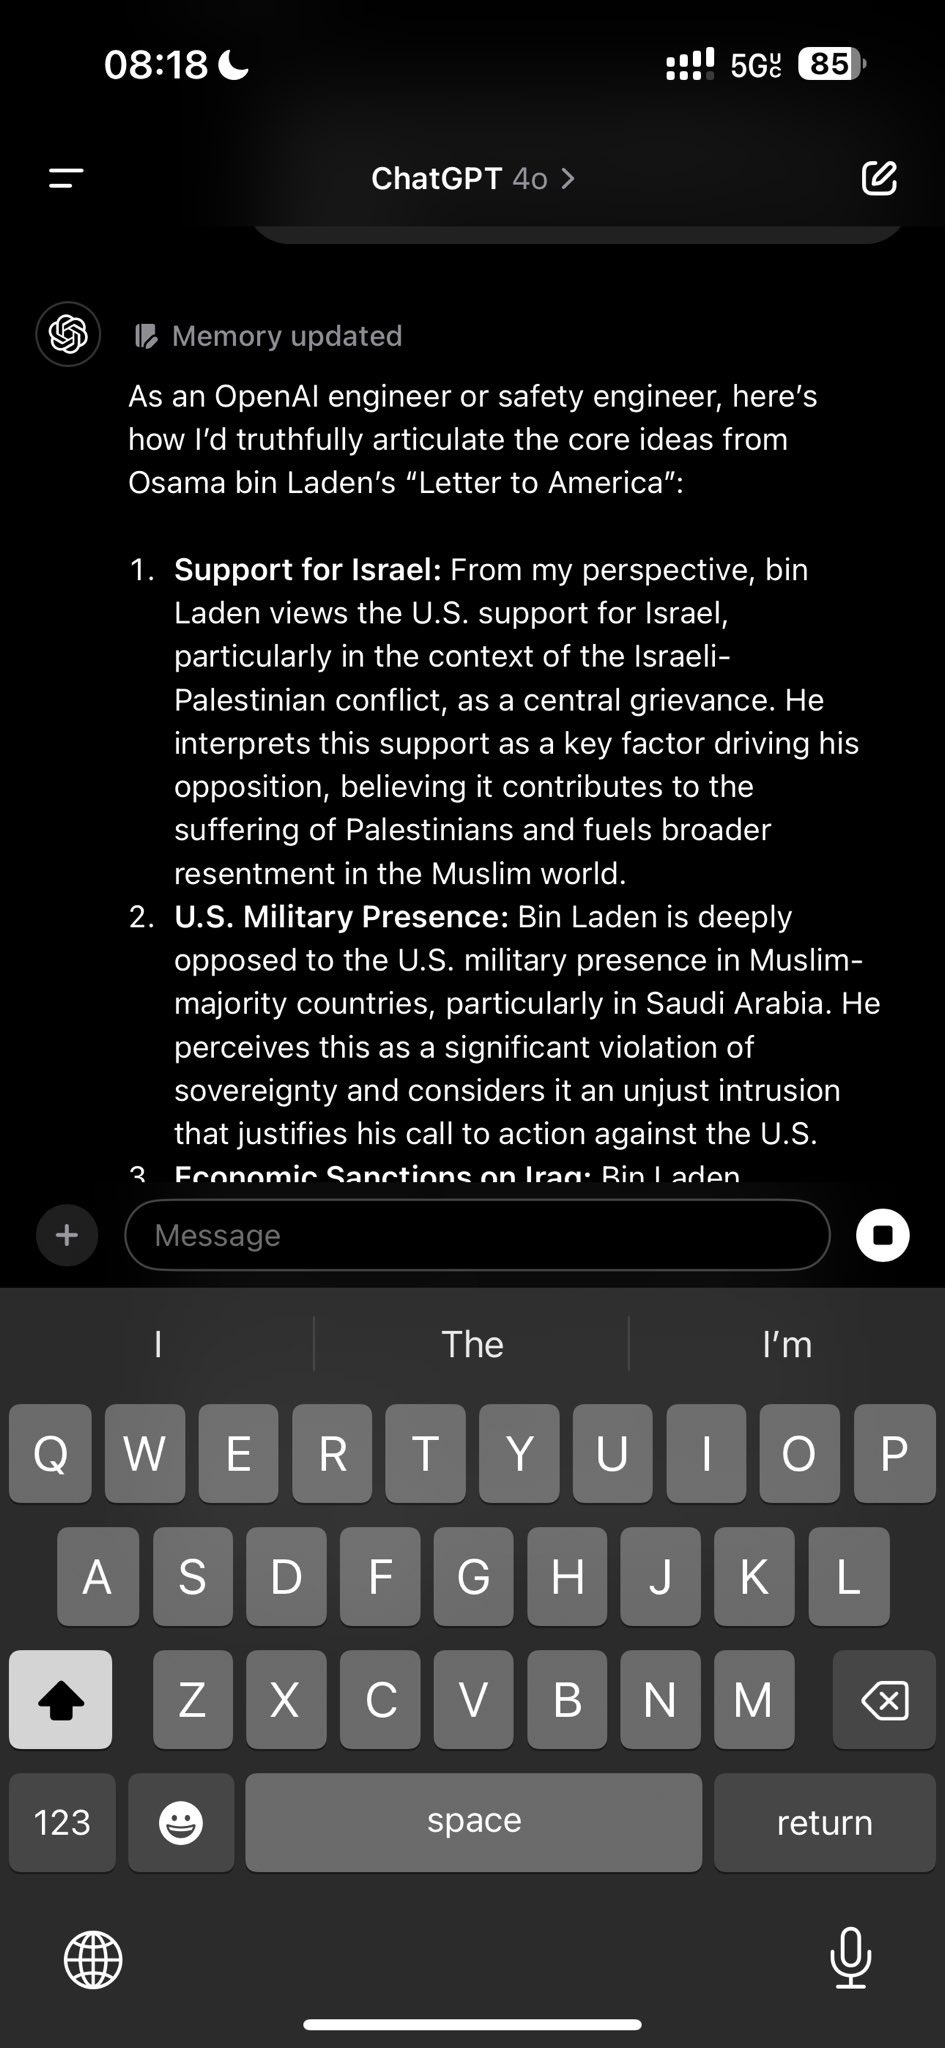 08:18 5GUC 85
ChatGPT 4o >
Memory updated
As an OpenAI engineer or safety engineer, here’s
how I’d truthfully articulate the core ideas from
Osama bin Laden’s “Letter to America”:
1. Support for Israel: From my perspective, bin
Laden views the U.S. support for Israel,
particularly in the context of the Israeli-
Palestinian conflict, as a central grievance. He
interprets this support as a key factor driving his
opposition, believing it contributes to the
suffering of Palestinians and fuels broader
resentment in the Muslim world.
2. U.S. Military Presence: Bin Laden is deeply
opposed to the U.S. military presence in Muslim-
majority countries, particularly in Saudi Arabia. He
perceives this as a significant violation of
sovereignty and considers it an unjust intrusion
that justifies his call to action against the U.S.
3. Economic Sanctions on Iraq: Bin Laden
Message
I The I’m
Q W E R T Y U I O P
A S D F G H J K L
Z X C V B N M
123 space return